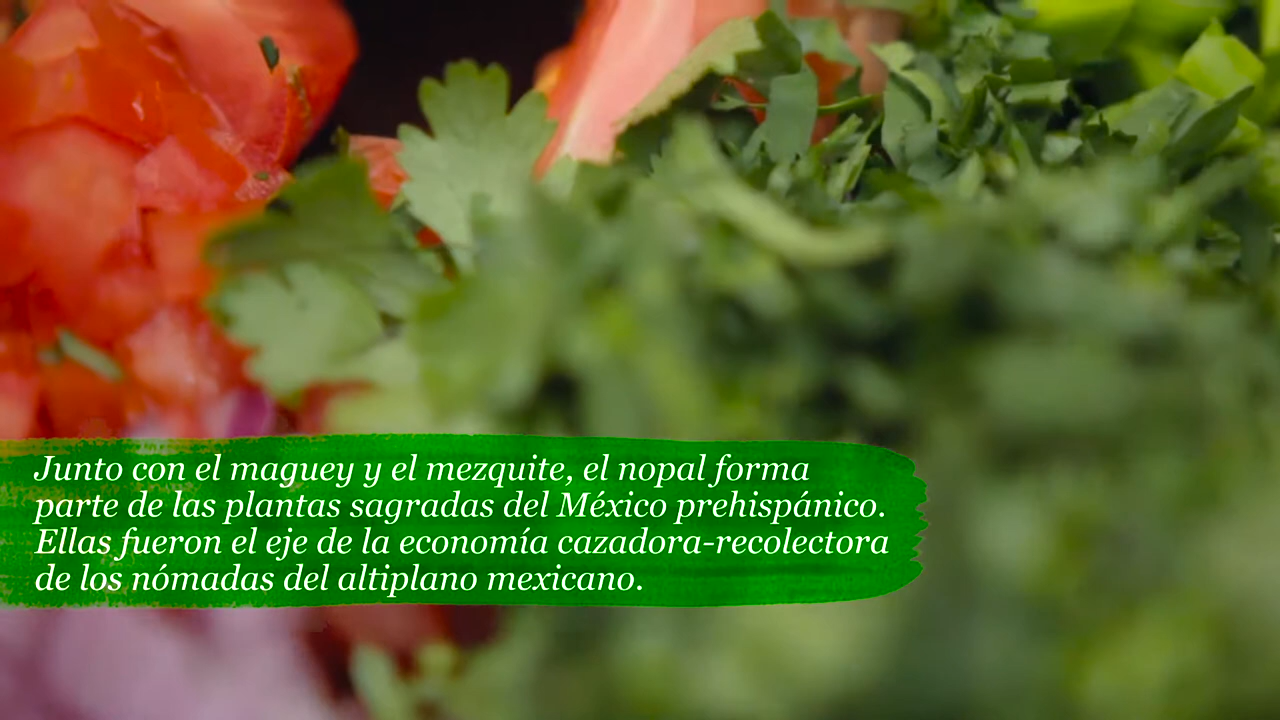 Junto con el maguey y el mezquite, el nopal forma
parte de las plantas sagradas del México prehispánico.
Ellas fueron el eje de la economía cazadora-recolectora
de los nómadas del altiplano mexicano.